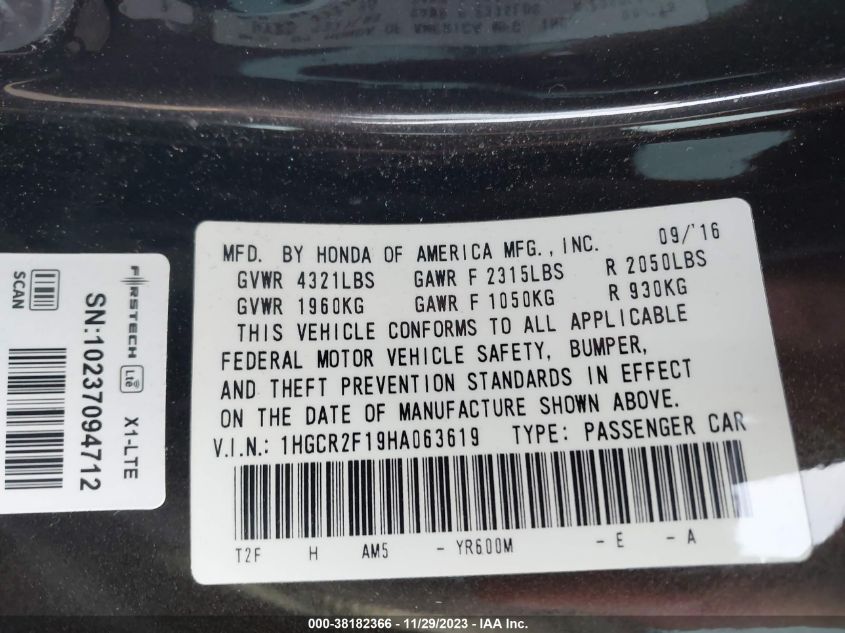 MFD. BY HONDA OF AMERICA MFG., INC. 09/'16
GVWR 4321LBS GAWR F 2315LBS R 2050LBS
GVWR 1960KG GAWR F 1050KG R 930KG
THIS VEHICLE CONFORMS TO ALL APPLICABLE
FEDERAL MOTOR VEHICLE SAFETY, BUMPER,
AND THEFT PREVENTION STANDARDS IN EFFECT
ON THE DATE OF MANUFACTURE SHOWN ABOVE.
V.I.N.: 1HGCR2F19HA063619 TYPE: PASSENGER CAR
T2F H AM5 - YR600M - E - A
FIRSTECH LTE X1-LTE
SN:10237094712
SCAN
000-38182366 - 11/29/2023 - IAA Inc.